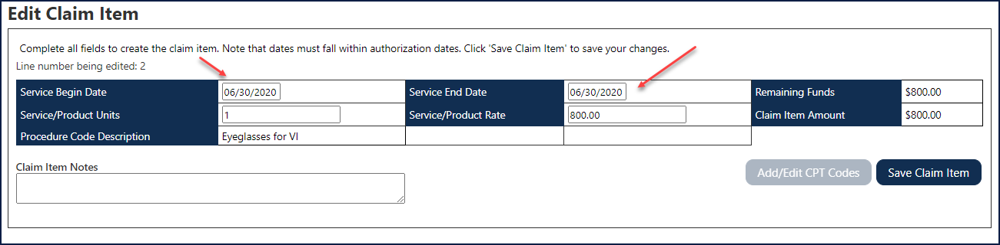 Edit Claim Item
Complete all fields to create the claim item. Note that dates must fall within authorization dates. Click 'Save Claim Item' to save your changes.
Line number being edited: 2
Service Begin Date 06/30/2020 Service End Date 06/30/2020 Remaining Funds $800.00
Service/Product Units 1 Service/Product Rate 800.00 Claim Item Amount $800.00
Procedure Code Description Eyeglasses for VI
Claim Item Notes
Add/Edit CPT Codes Save Claim Item